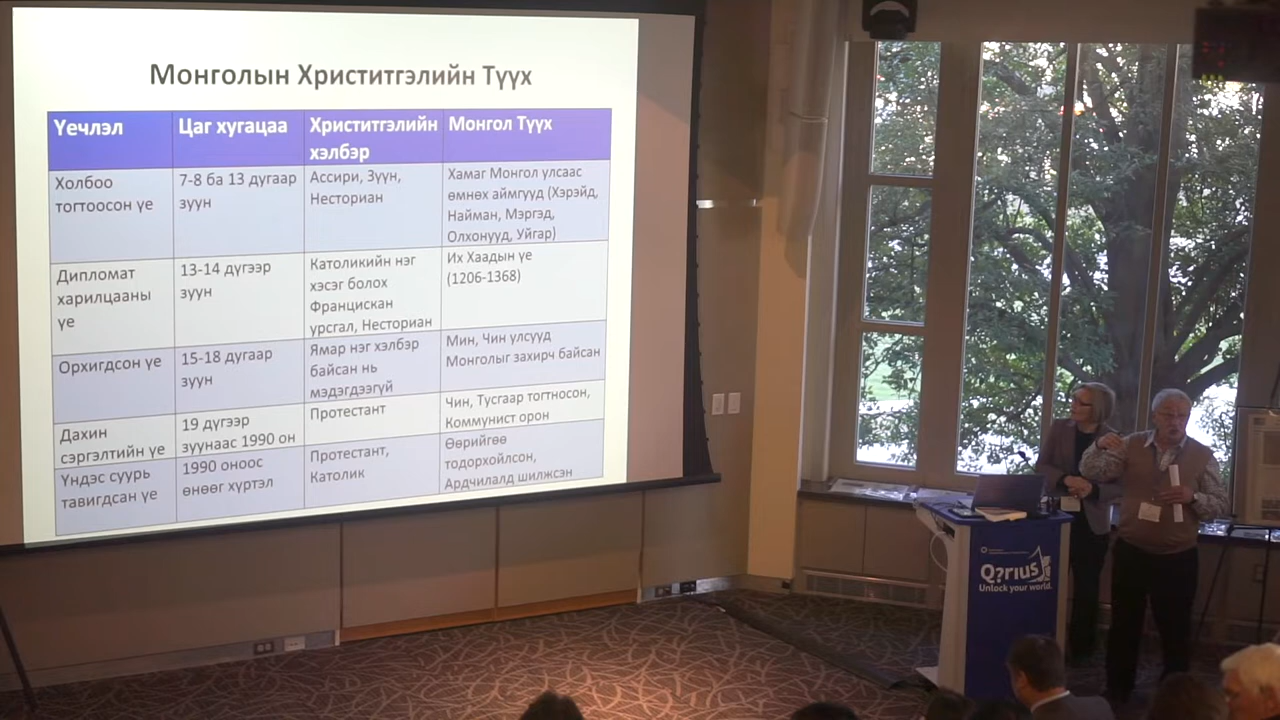 Монголын Христитгэлийн Түүх
Үечлэл
Цаг хугацаа
Христитгэлийн
хэлбэр
Монгол Түүх
Холбоо
тогтоосон үе
7-8 ба 13 дугаар
зуун
Ассири, Зүүн,
Несториан
Хамаг Монгол улсаас
өмнөх аймгууд (Хэрэйд,
Найман, Мэргэд,
Олхонууд, Уйгар)
Дипломат
харилцааны
үе
13-14 дүгээр
зуун
Католикийн нэг
хэсэг болох
Францискан
урсгал, Несториан
Их Хаадын үе
(1206-1368)
Орхигдсон үе
15-18 дугаар
зуун
Ямар нэг хэлбэр
байсан нь
мэдэгдээгүй
Мин, Чин улсууд
Монголыг захирч байсан
Дахин
сэргэлтийн үе
19 дүгээр
зуунаас 1990 он
Протестант
Чин, Тусгаар тогтносон,
Коммунист орон
Үндэс суурь
тавигдсан үе
1990 оноос
өнөөг хүртэл
Протестант,
Католик
Өөрийгөө
тодорхойлсон,
Ардчилалд шилжсэн
Q?rius
Unlock your world.